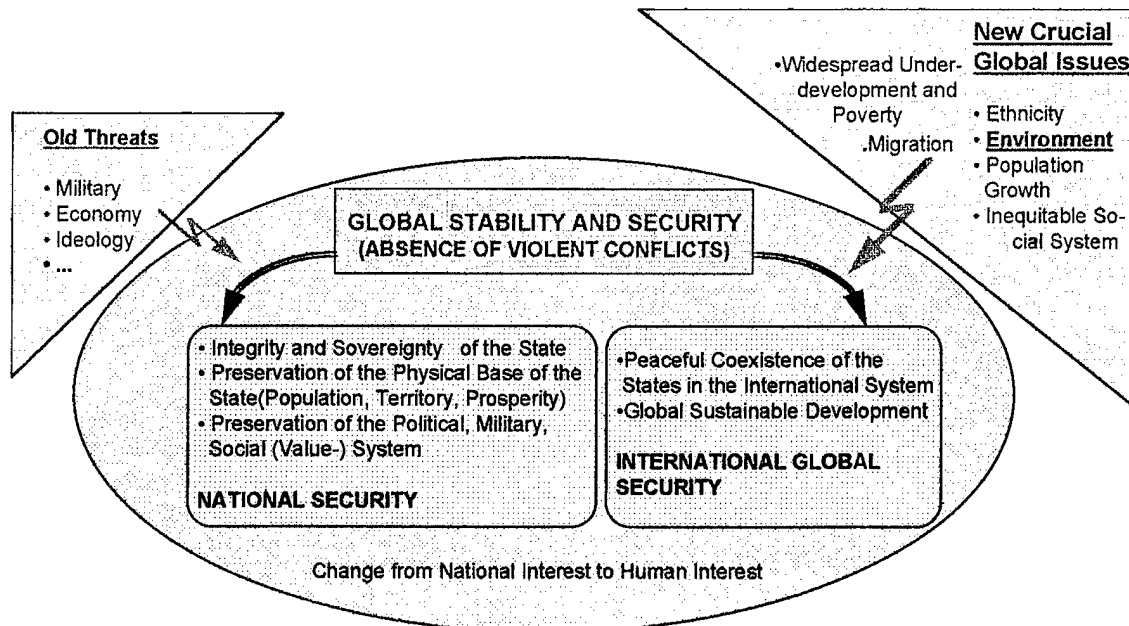 Old Threats
• Military
• Economy
• Ideology
• ...
New Crucial
Global Issues
•Widespread Under-
development and
Poverty
.Migration
• Ethnicity
• Environment
• Population
Growth
• Inequitable So-
cial System
GLOBAL STABILITY AND SECURITY
(ABSENCE OF VIOLENT CONFLICTS)
• Integrity and Sovereignty of the State
• Preservation of the Physical Base of the
State(Population, Territory, Prosperity)
• Preservation of the Political, Military,
Social (Value-) System
NATIONAL SECURITY
•Peaceful Coexistence of the
States in the International System
•Global Sustainable Development
INTERNATIONAL GLOBAL
SECURITY
Change from National Interest to Human Interest